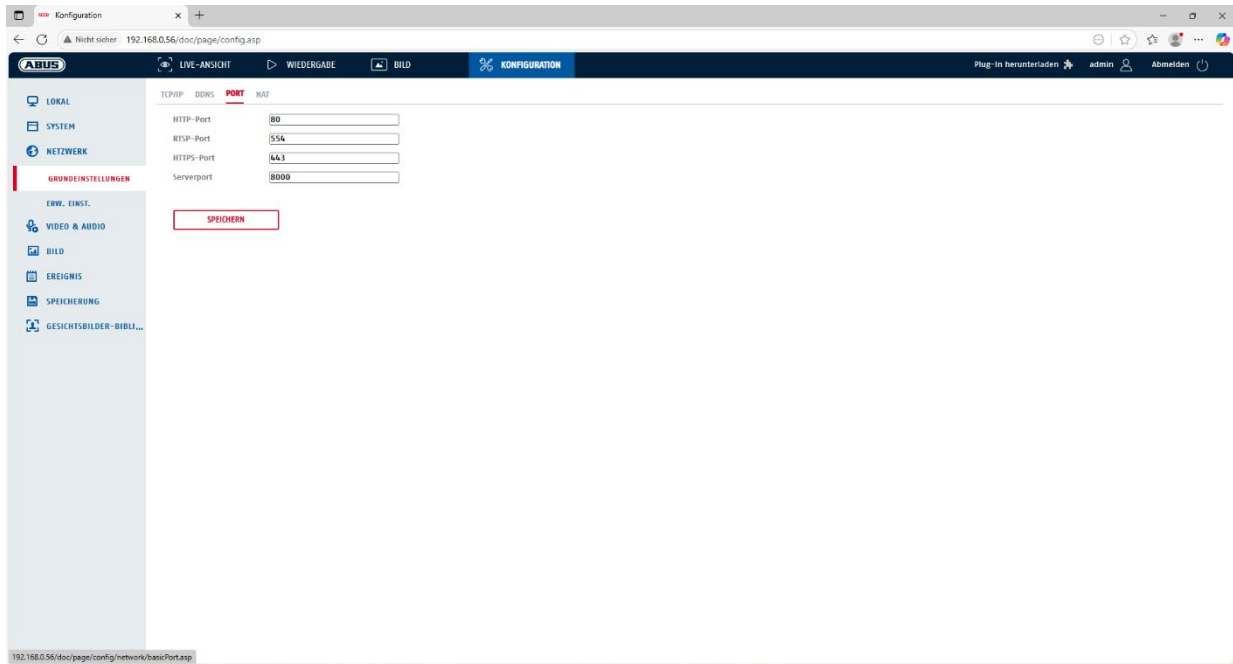 Konfiguration
Nicht sicher 192.168.0.56/doc/page/config.asp
ABUS LIVE-ANSICHT WIEDERGABE BILD KONFIGURATION Plug-In herunterladen admin Abmelden
TCP/IP DDNS PORT NAT
LOKAL
SYSTEM
NETZWERK
GRUNDEINSTELLUNGEN
ERW. EINST.
VIDEO & AUDIO
BILD
EREIGNIS
SPEICHERUNG
GESICHTSBILDER-BIBLI...
HTTP-Port 80
RTSP-Port 554
HTTPS-Port 443
Serverport 8000
SPEICHERN
192.168.0.56/doc/page/config/network/basicPort.asp